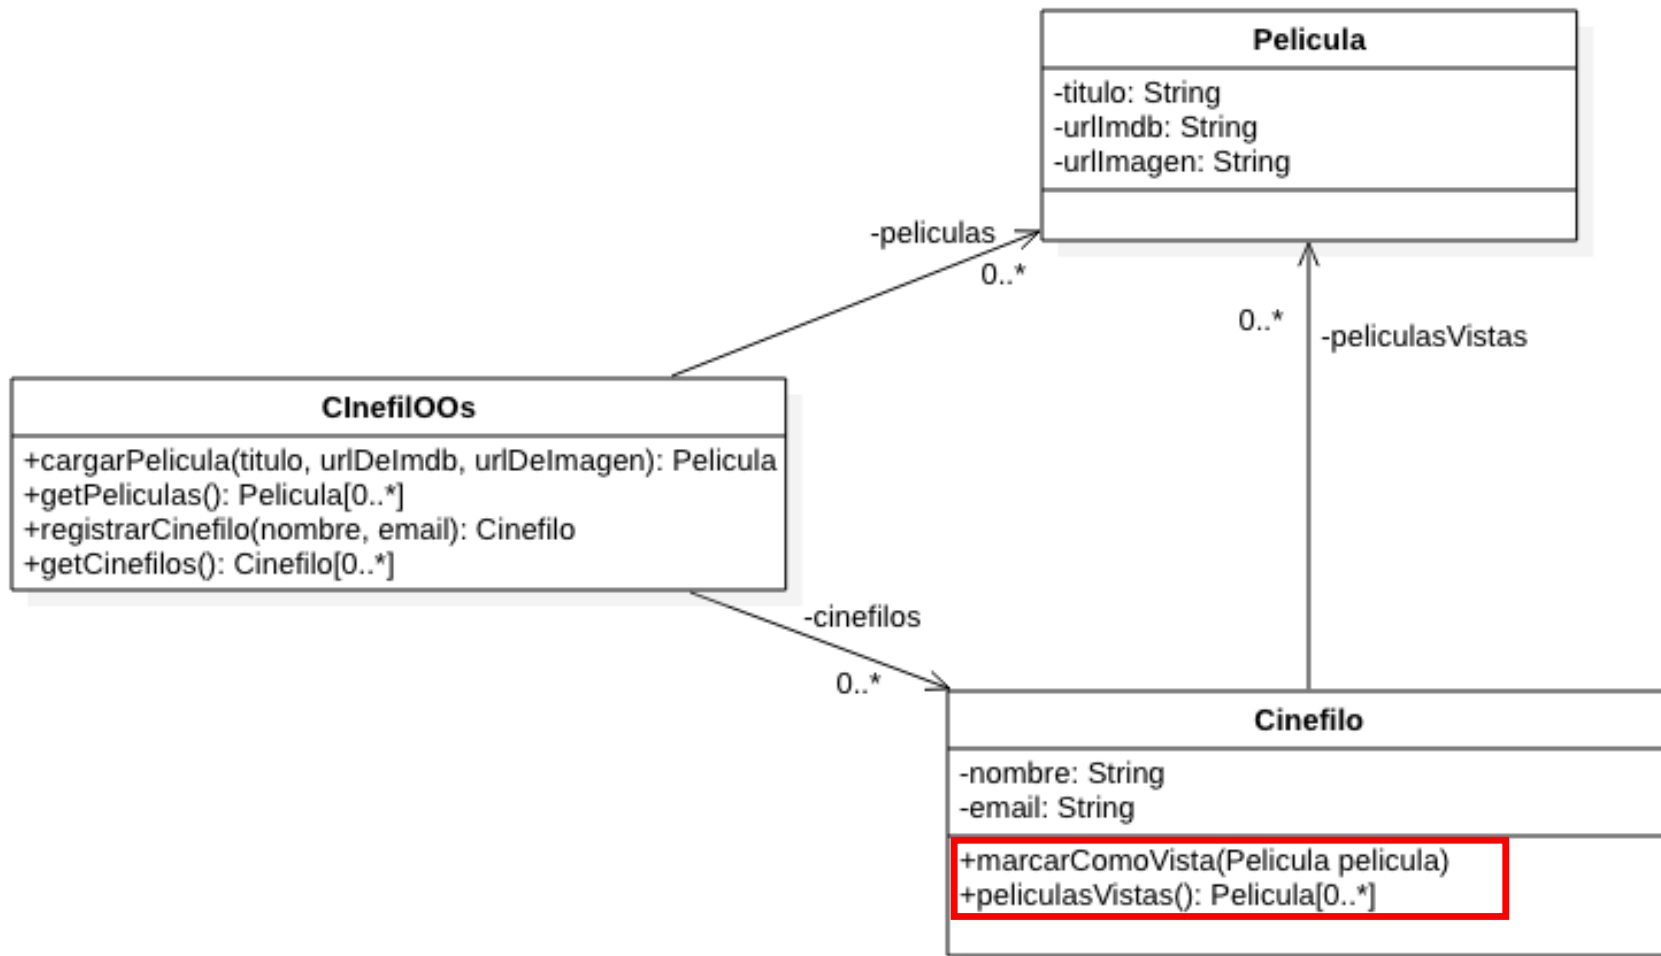 Pelicula
-titulo: String
-urlImdb: String
-urlImagen: String
-peliculas
0..*
0..*
-peliculasVistas
CInefilOOs
+cargarPelicula(titulo, urlDeImdb, urlDeImagen): Pelicula
+getPeliculas(): Pelicula[0..*]
+registrarCinefilo(nombre, email): Cinefilo
+getCinefilos(): Cinefilo[0..*]
-cinefilos
0..*
Cinefilo
-nombre: String
-email: String
+marcarComoVista(Pelicula pelicula)
+peliculasVistas(): Pelicula[0..*]